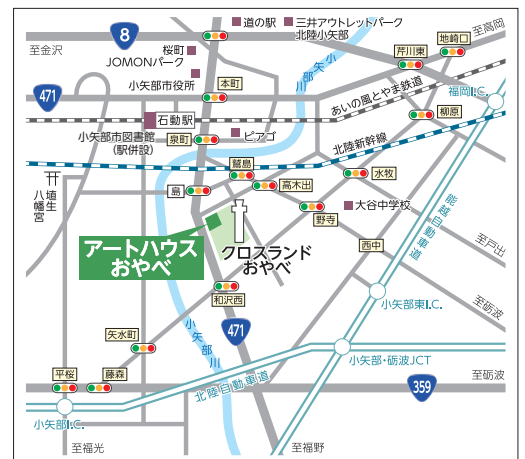 道の駅
三井アウトレットパーク
北陸小矢部
8
至金沢
桜町
JOMONパーク
小矢部市役所
小矢部川
芹川東
地崎口
至高岡
471
本町
あいの風とやま鉄道
福岡I.C.
石動駅
小矢部市図書館
(駅併設)
泉町
ピアゴ
柳原
北陸新幹線
埴生
八幡宮
鷲島
島
高木出
水牧
大谷中学校
能越自動車道
野寺
西中
至戸出
アートハウス
おやべ
クロスランド
おやべ
和沢西
小矢部東I.C.
至砺波
小矢部川
471
矢水町
小矢部・砺波JCT
平桜
藤森
北陸自動車道
359
至砺波
小矢部I.C.
至福光
至福野